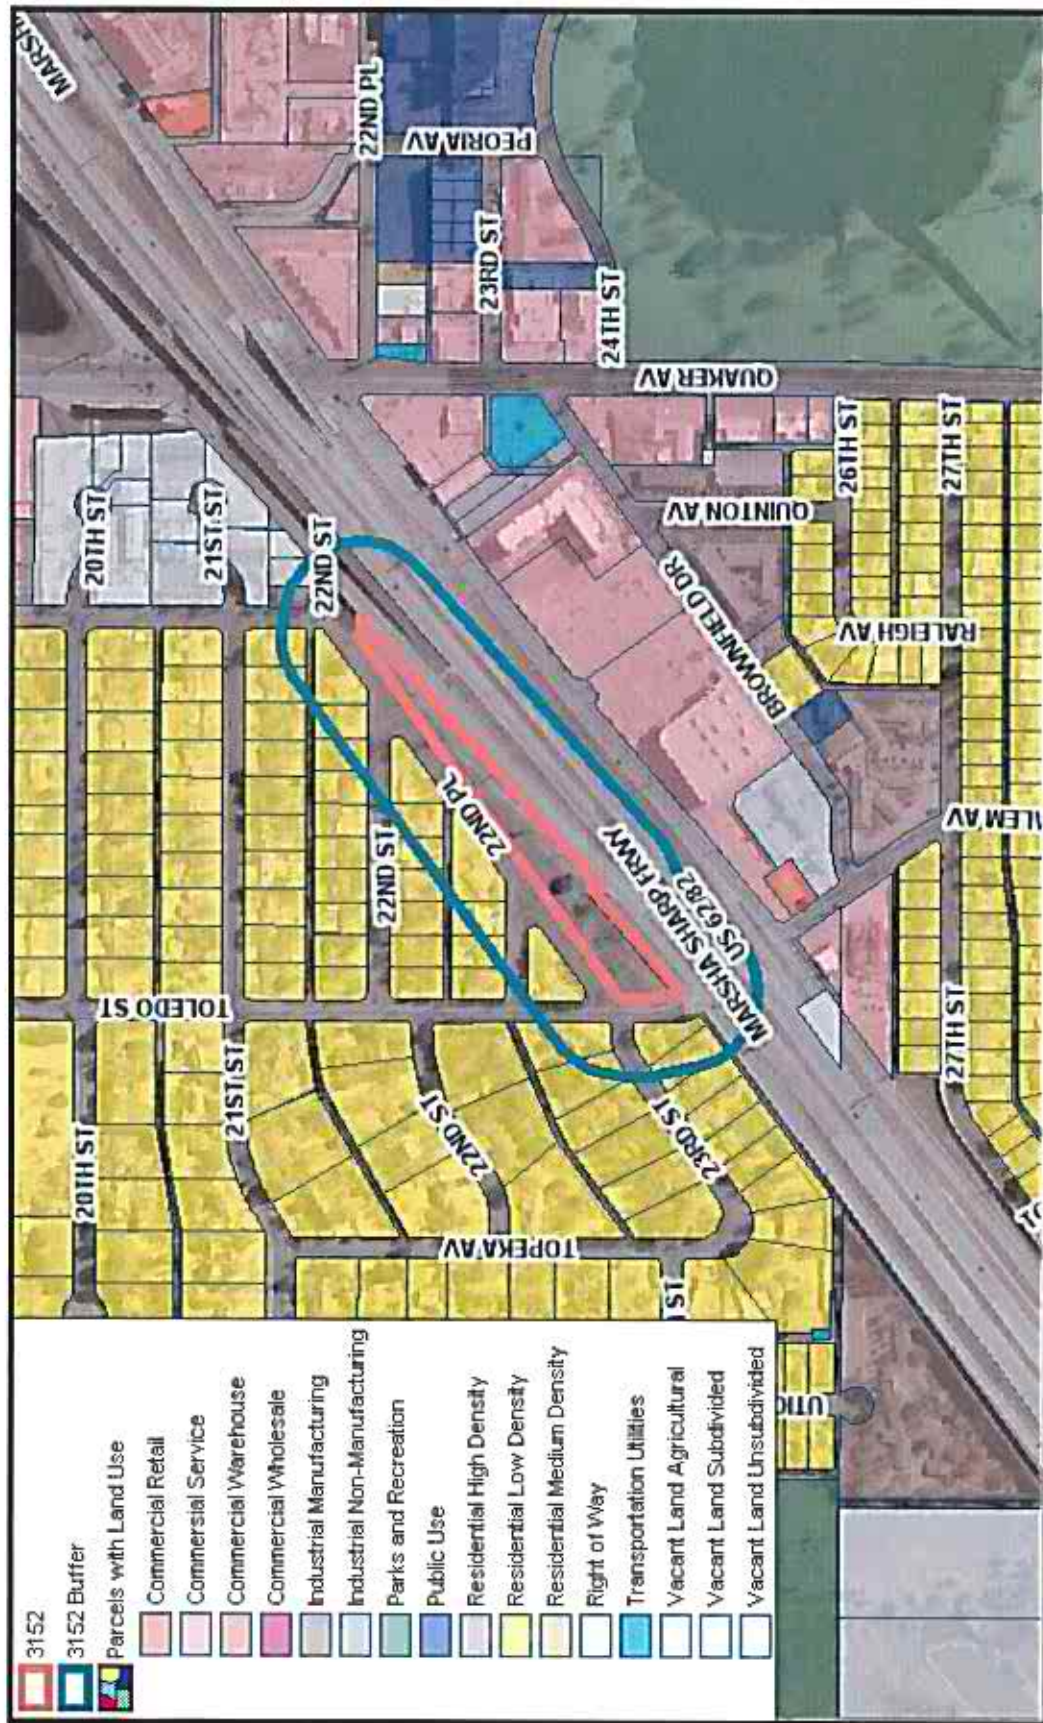 3152
3152 Buffer
Parcels with Land Use
Commercial Retail
Commersial Service
Commercial Warehouse
Commercial Wholesale
Industrial Manufacturing
Industrial Non-Manufacturing
Parks and Recreation
Public Use
Residential High Density
Residential Low Density
Residential Medium Density
Right of Way
Transportation Utilities
Vacant Land Agricultural
Vacant Land Subdivided
Vacant Land Unsubdivided
20TH ST
21ST ST
22ND ST
TOPEKA AV
23RD ST
ST
TOLEDO ST
22ND ST
22ND PL
20TH ST
21ST ST
22ND ST
MARSHA SHARP FRWY
US 62/82
BROWNFIELD DR
27TH ST
RALEIGH AV
QUINTON AV
26TH ST
27TH ST
QUAKER AV
22ND PL
PEORIA AV
23RD ST
24TH ST